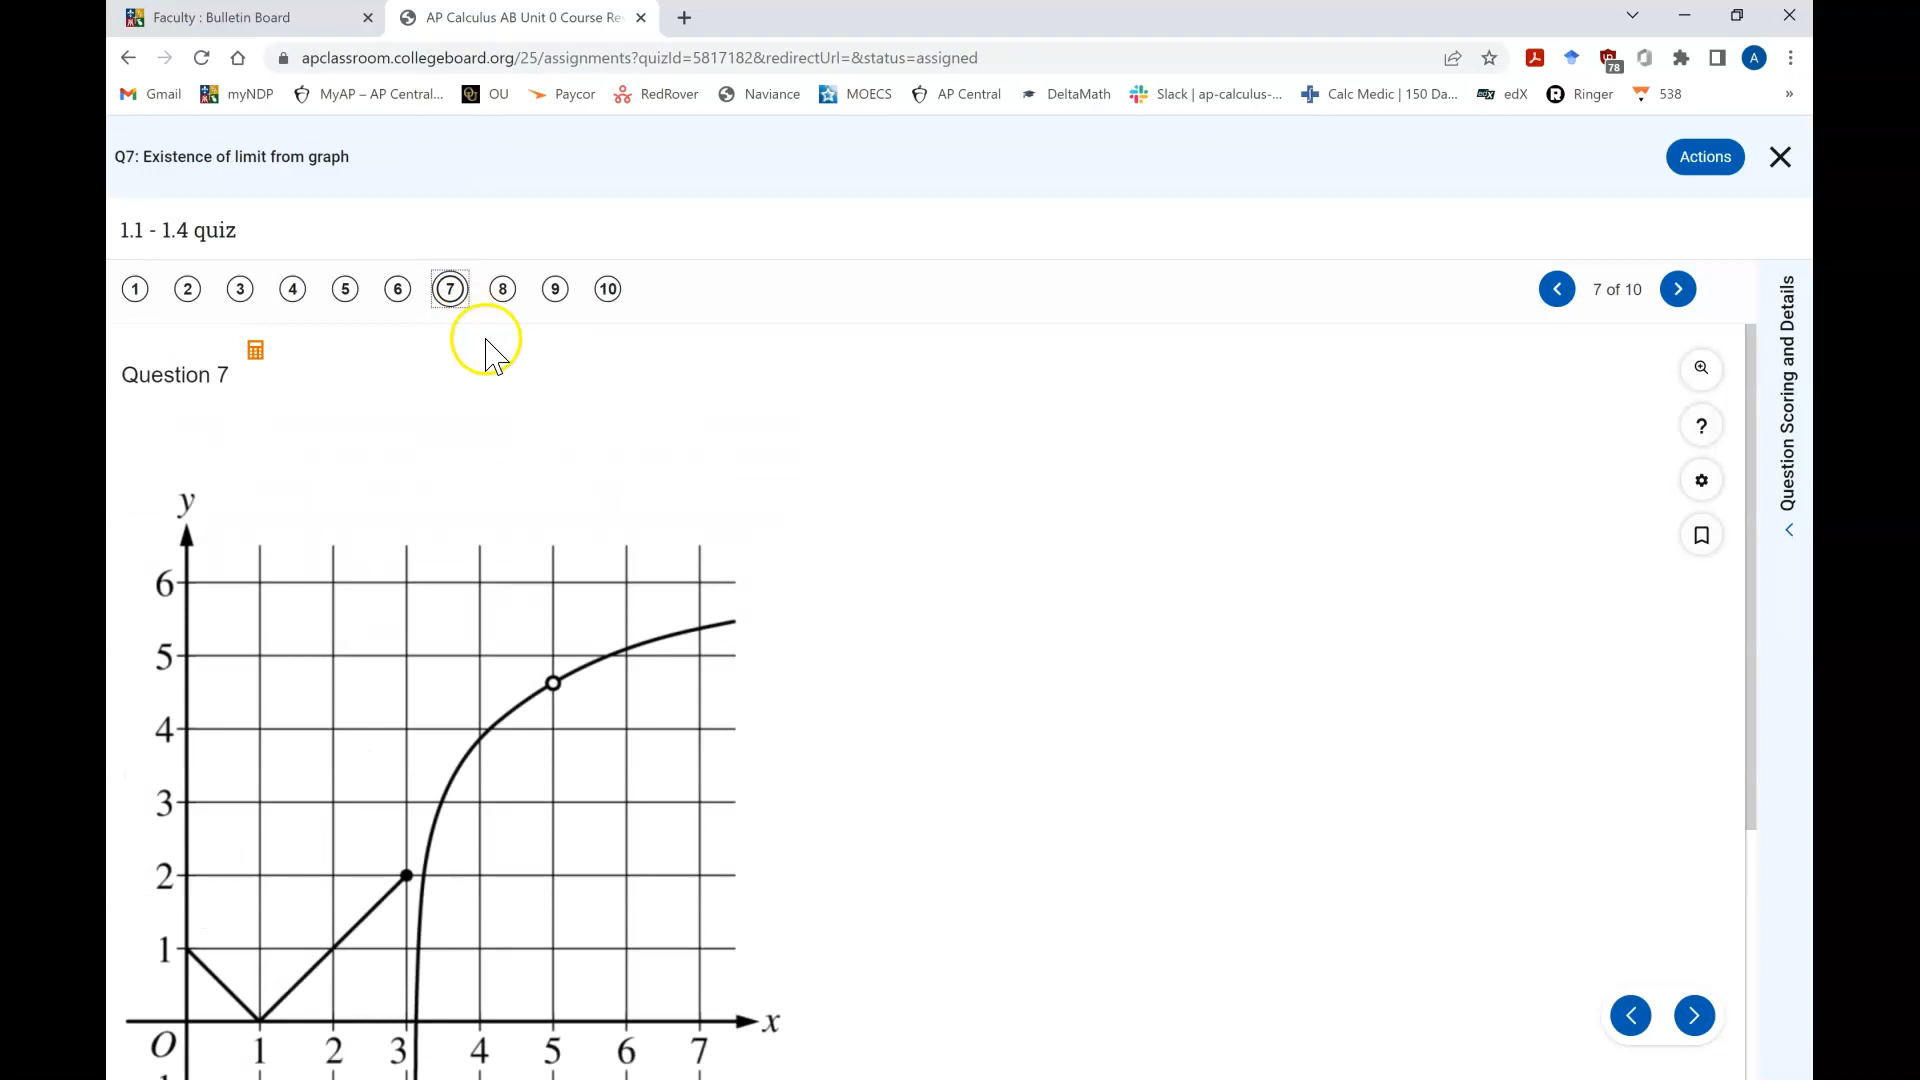 Faculty : Bulletin Board
AP Calculus AB Unit 0 Course Re
apclassroom.collegeboard.org/25/assignments?quizId=5817182&redirectUrl=&status=assigned
78
A
Gmail
myNDP
MyAP – AP Central...
OU
Paycor
RedRover
Naviance
MOECS
AP Central
DeltaMath
Slack | ap-calculus-...
Calc Medic | 150 Da...
edX
Ringer
538
»
Q7: Existence of limit from graph
Actions
1.1 - 1.4 quiz
1 2 3 4 5 6 7 8 9 10
7 of 10
Question Scoring and Details
Question 7
?
y
6
5
4
3
2
1
x
O 1 2 3 4 5 6 7